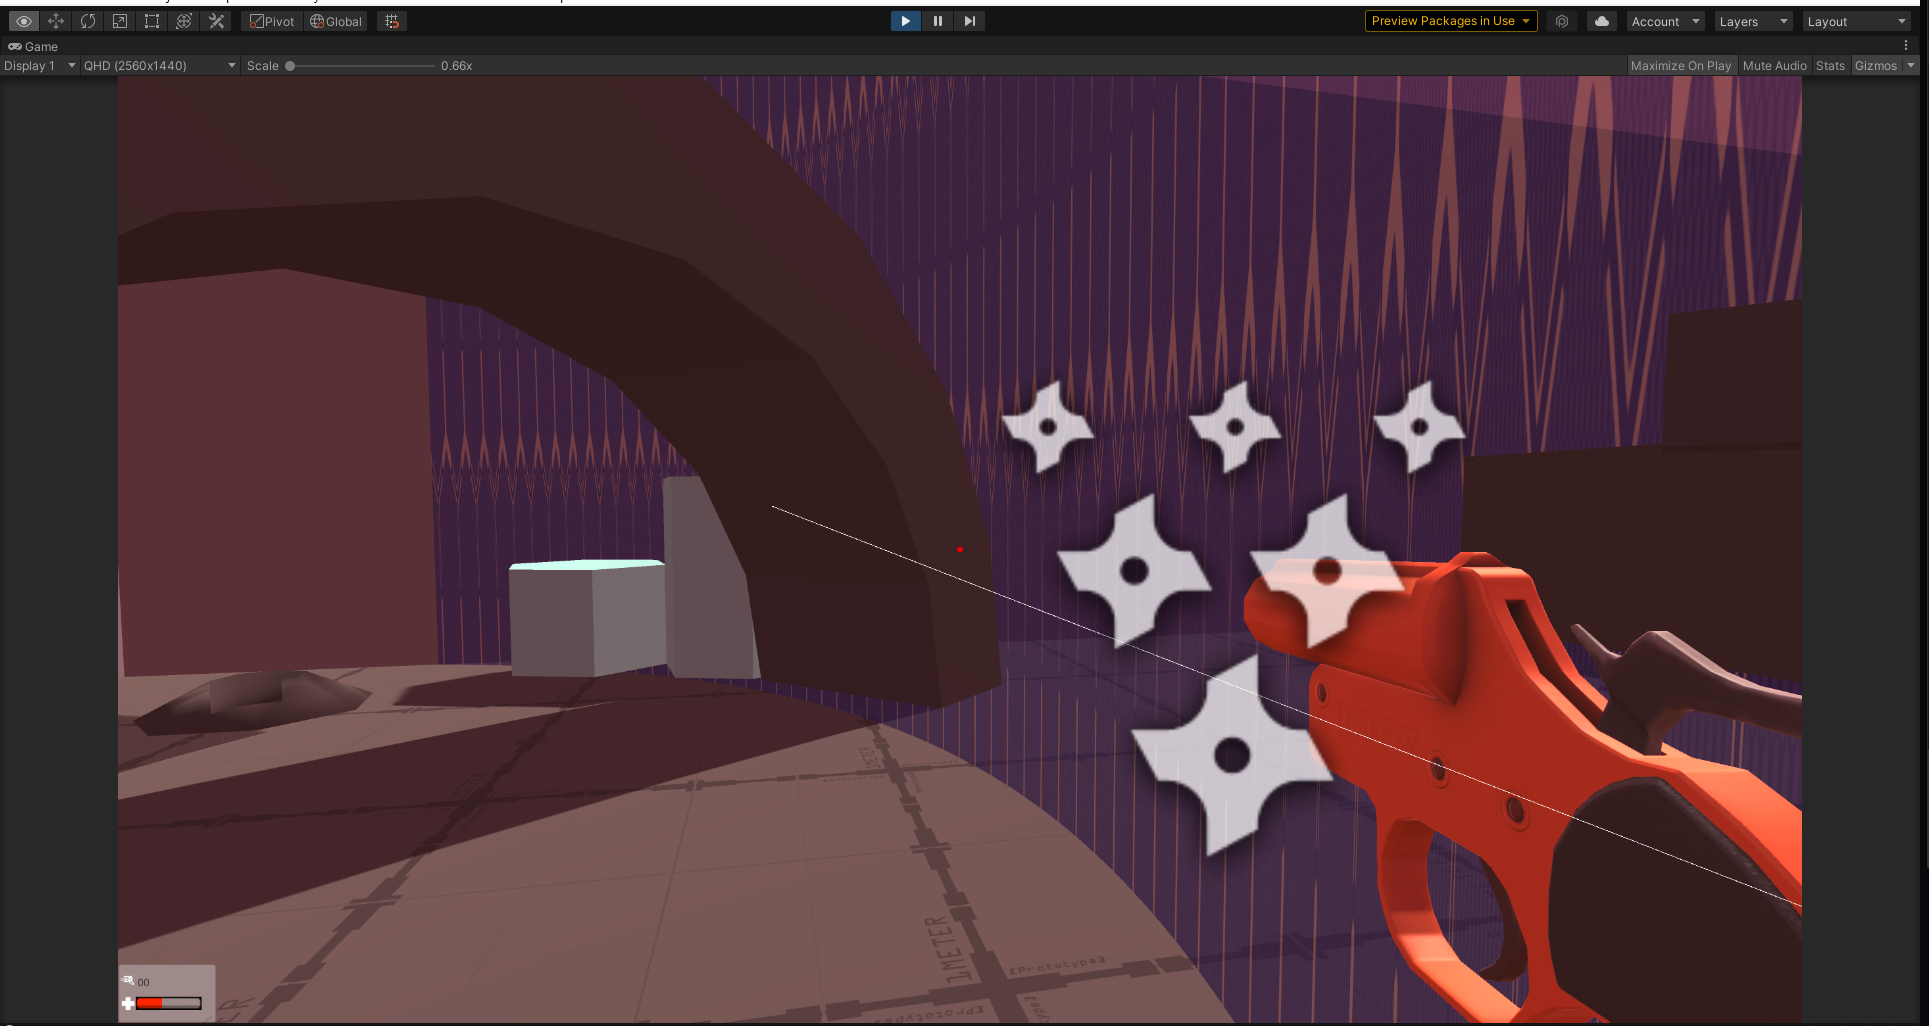 Pivot Global Preview Packages in Use Account Layers Layout
Game
Display 1 QHD (2560x1440) Scale 0.66x Maximize On Play Mute Audio Stats Gizmos
00
1METER
[Prototype]